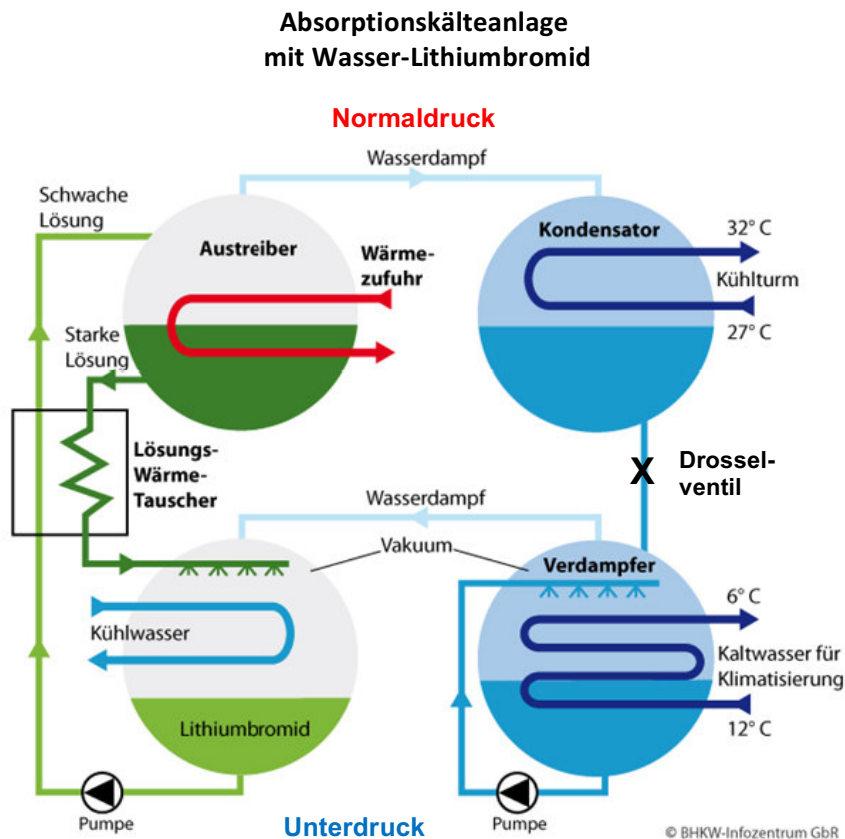 Absorptionskälteanlage
mit Wasser-Lithiumbromid
Normaldruck
Wasserdampf
Schwache
Lösung
Austreiber
Wärme-
zufuhr
Kondensator
32° C
Kühlturm
27° C
Starke
Lösung
Lösungs-
Wärme-
Tauscher
X
Drossel-
ventil
Wasserdampf
Vakuum
Verdampfer
6° C
Kühlwasser
Kaltwasser für
Klimatisierung
12° C
Lithiumbromid
Pumpe
Unterdruck
Pumpe
© BHKW-Infozentrum GbR